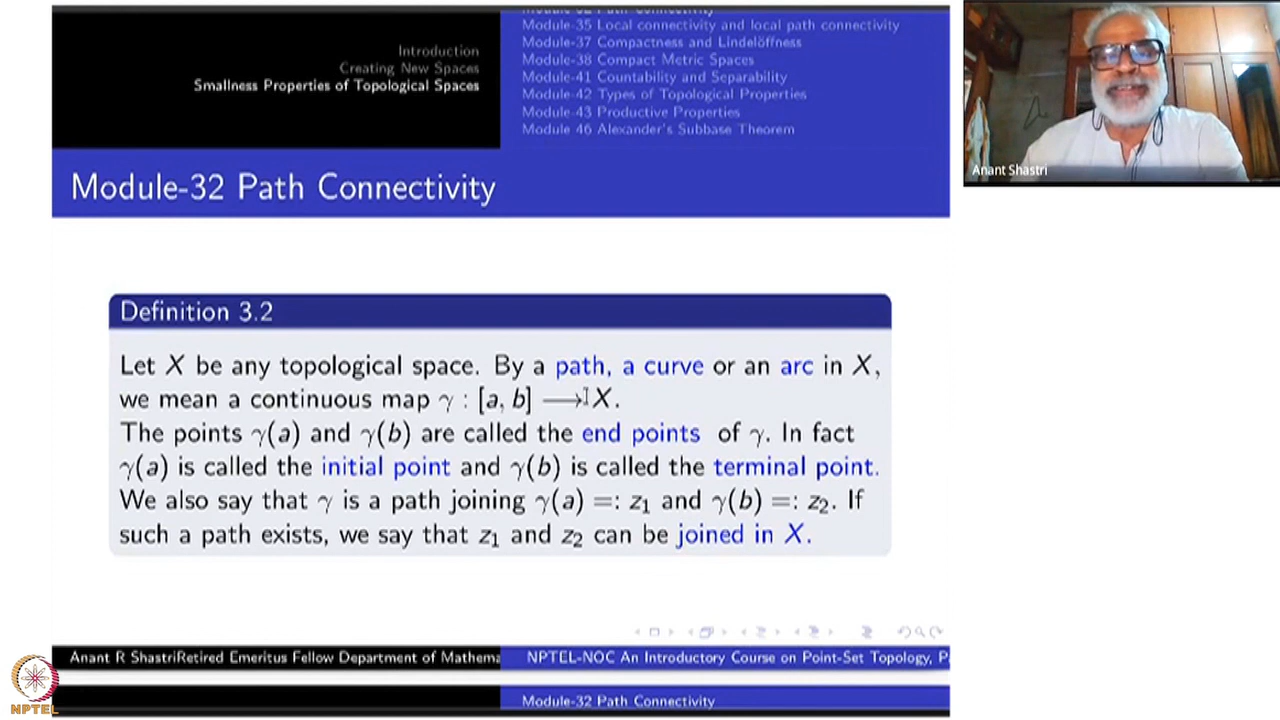 Introduction
Creating New Spaces
Smallness Properties of Topological Spaces
Module-35 Local connectivity and local path connectivity
Module-37 Compactness and Lindelöffness
Module-38 Compact Metric Spaces
Module-41 Countability and Separability
Module-42 Types of Topological Properties
Module-43 Productive Properties
Module 46 Alexander's Subbase Theorem
Module-32 Path Connectivity
Anant Shastri
Definition 3.2
Let X be any topological space. By a path, a curve or an arc in X,
we mean a continuous map γ : [a, b] ⟶ X.
The points γ(a) and γ(b) are called the end points of γ. In fact
γ(a) is called the initial point and γ(b) is called the terminal point.
We also say that γ is a path joining γ(a) =: z₁ and γ(b) =: z₂. If
such a path exists, we say that z₁ and z₂ can be joined in X.
Anant R ShastriRetired Emeritus Fellow Department of Mathema
NPTEL-NOC An Introductory Course on Point-Set Topology, P
Module-32 Path Connectivity
NPTEL